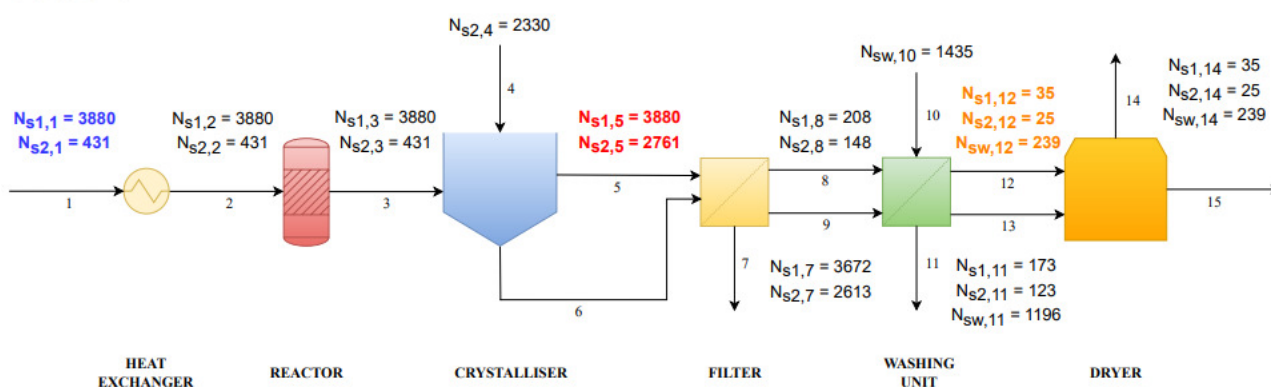 Ns2,4 = 2330
Nsw,10 = 1435
Ns1,14 = 35
Ns2,14 = 25
Nsw,14 = 239
4
10
14
Ns1,1 = 3880
Ns2,1 = 431
Ns1,2 = 3880
Ns2,2 = 431
Ns1,3 = 3880
Ns2,3 = 431
Ns1,5 = 3880
Ns2,5 = 2761
Ns1,8 = 208
Ns2,8 = 148
Ns1,12 = 35
Ns2,12 = 25
Nsw,12 = 239
1
2
3
5
8
12
15
9
13
6
7
Ns1,7 = 3672
Ns2,7 = 2613
11
Ns1,11 = 173
Ns2,11 = 123
Nsw,11 = 1196
HEAT
EXCHANGER
REACTOR
CRYSTALLISER
FILTER
WASHING
UNIT
DRYER